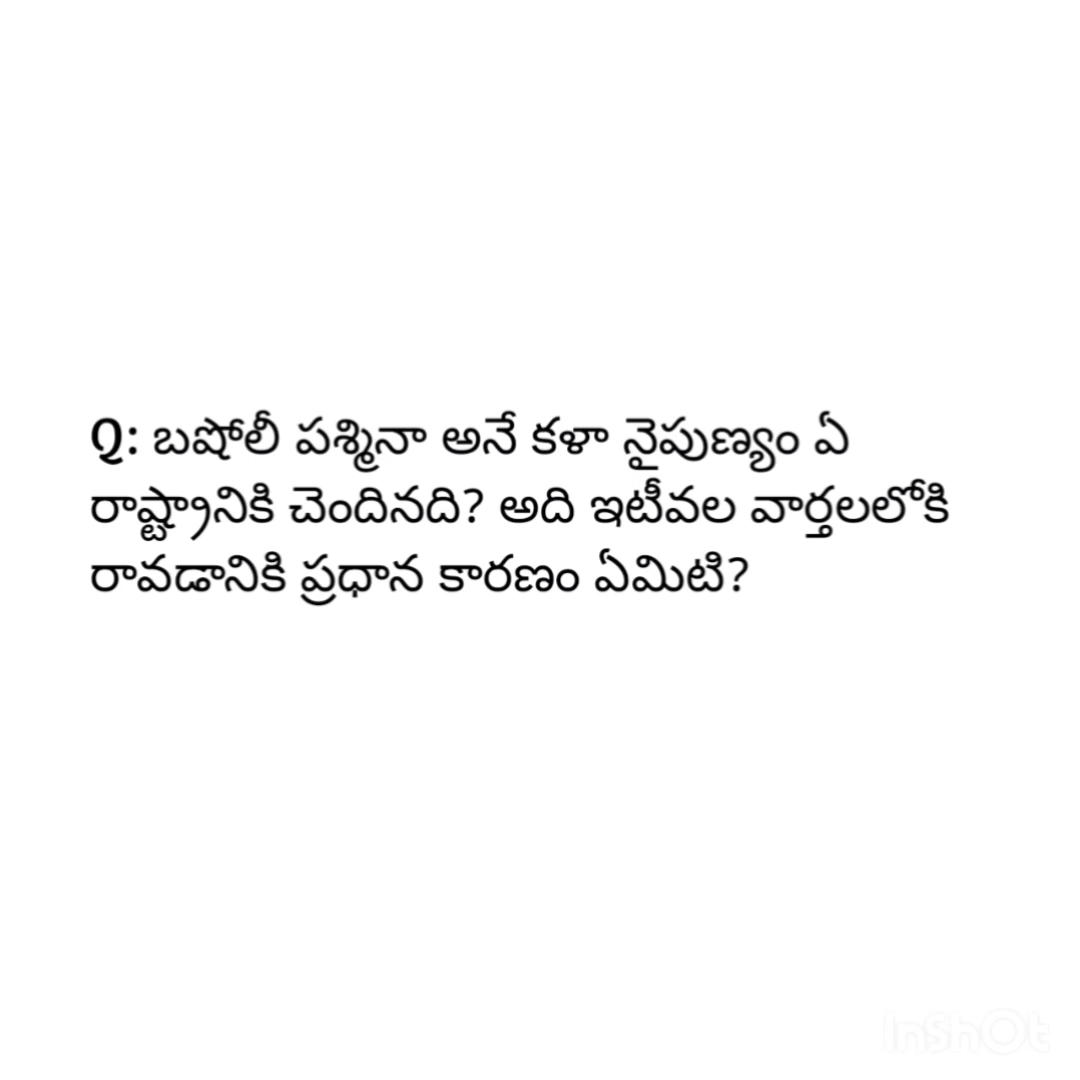 Q: బషోలీ పశ్మినా అనే కళా నైపుణ్యం ఏ
రాష్ట్రానికి చెందినది? అది ఇటీవల వార్తలలోకి
రావడానికి ప్రధాన కారణం ఏమిటి?
InShOt